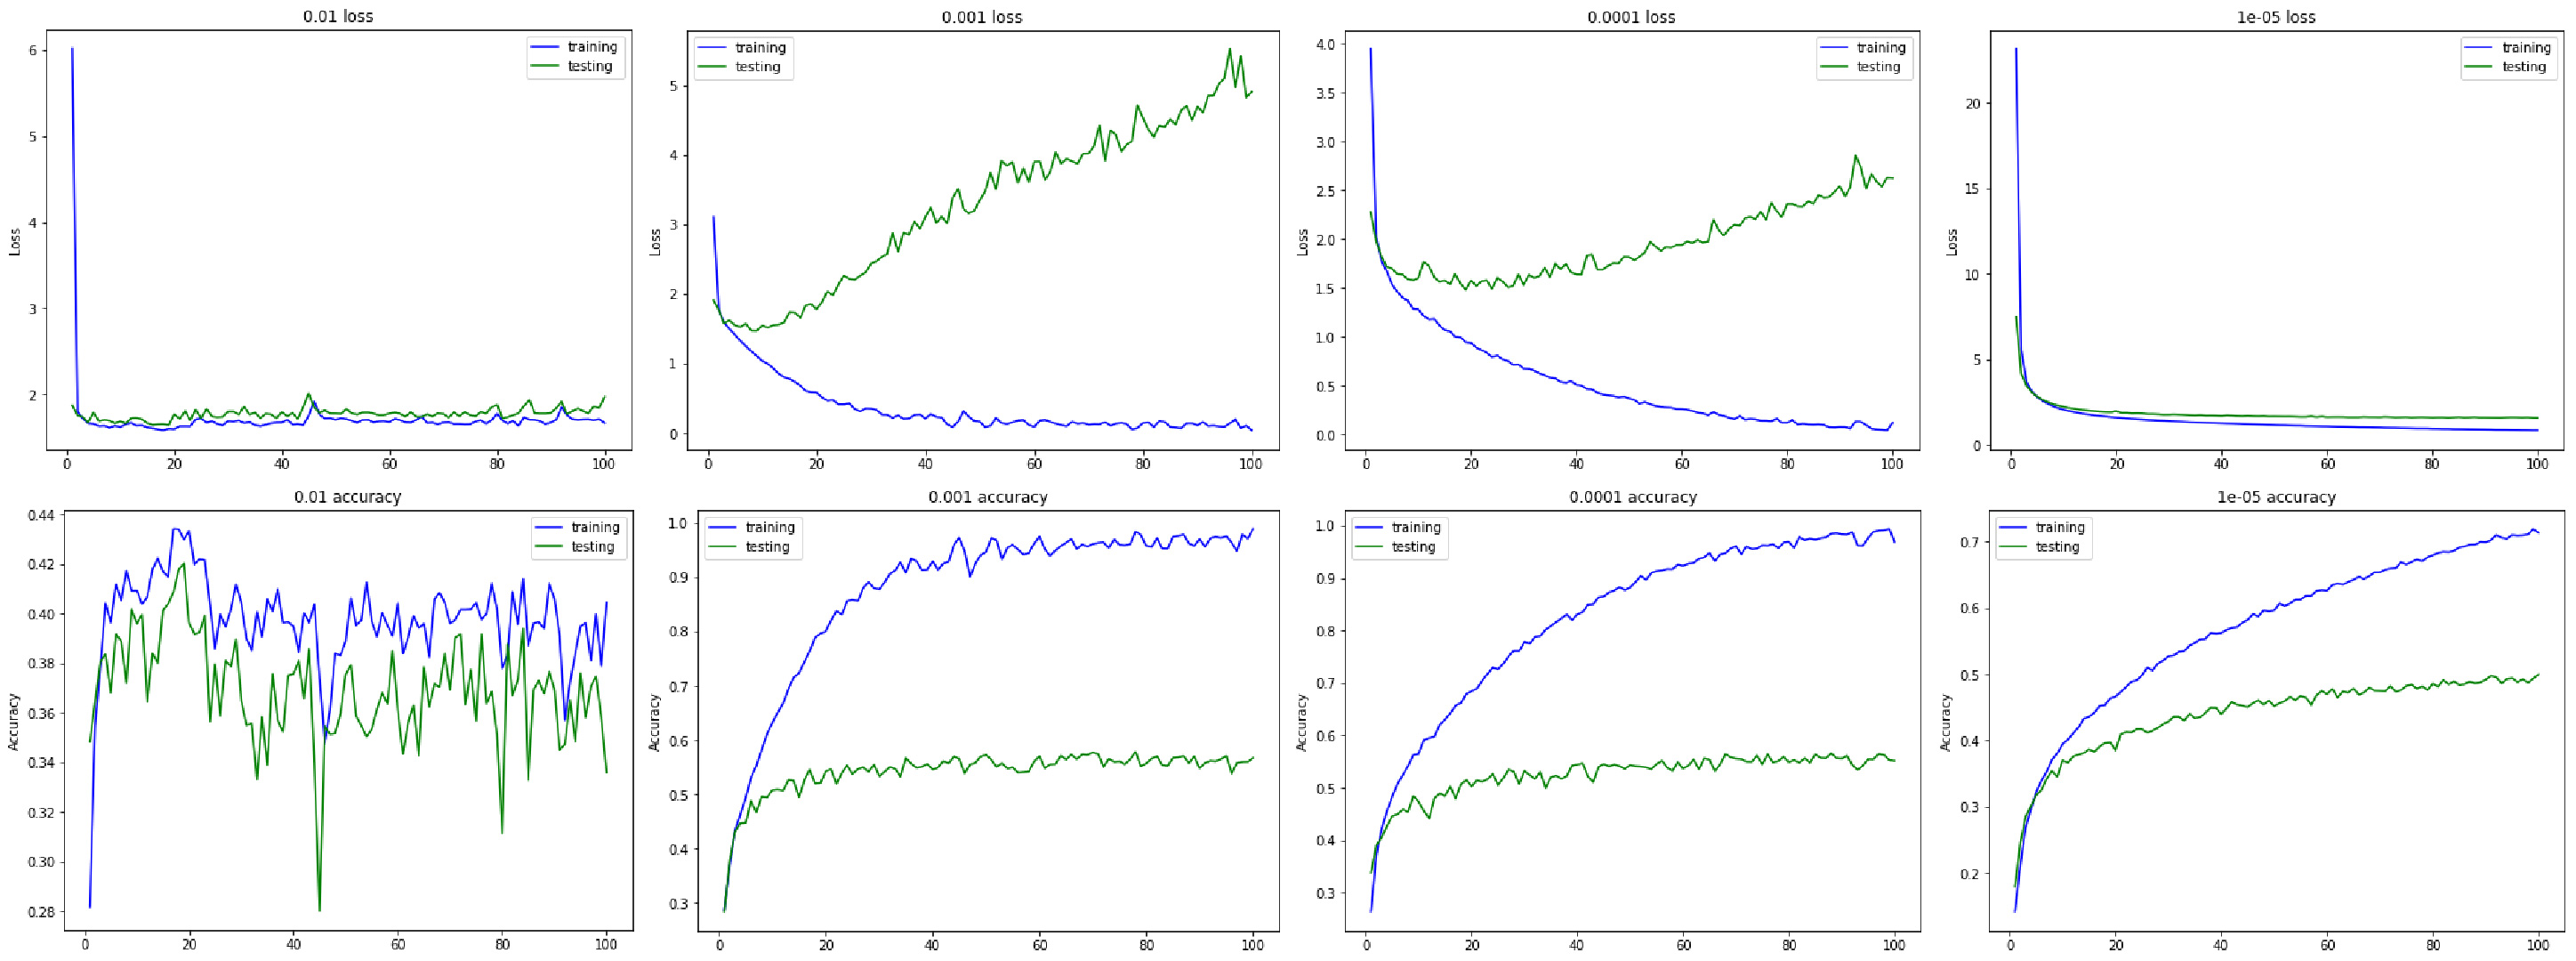 0.01 loss
6
5
4
3
2
Loss
training
testing
0 20 40 60 80 100
0.001 loss
5
4
3
2
1
0
Loss
training
testing
0 20 40 60 80 100
0.0001 loss
4.0
3.5
3.0
2.5
2.0
1.5
1.0
0.5
0.0
Loss
training
testing
0 20 40 60 80 100
1e-05 loss
20
15
10
5
0
Loss
training
testing
0 20 40 60 80 100
0.01 accuracy
0.44
0.42
0.40
0.38
0.36
0.34
0.32
0.30
0.28
Accuracy
training
testing
0 20 40 60 80 100
0.001 accuracy
1.0
0.9
0.8
0.7
0.6
0.5
0.4
0.3
Accuracy
training
testing
0 20 40 60 80 100
0.0001 accuracy
1.0
0.9
0.8
0.7
0.6
0.5
0.4
0.3
Accuracy
training
testing
0 20 40 60 80 100
1e-05 accuracy
0.7
0.6
0.5
0.4
0.3
0.2
Accuracy
training
testing
0 20 40 60 80 100